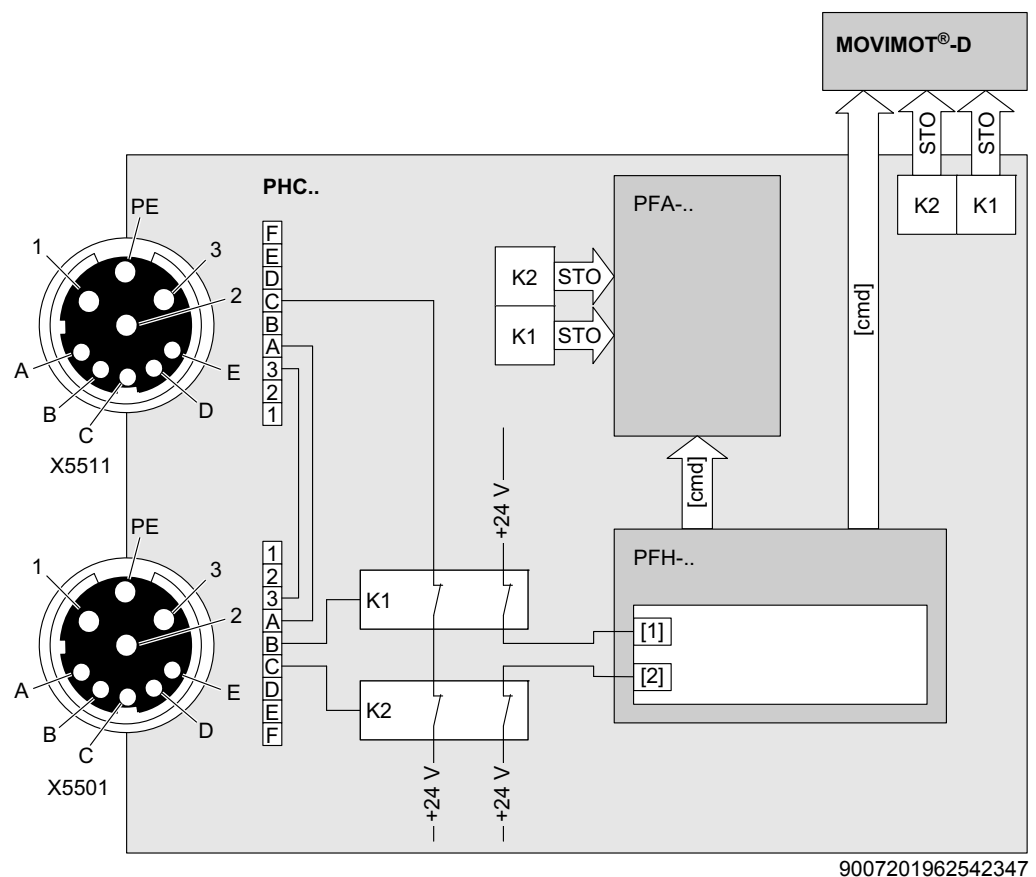 MOVIMOT®-D
PHC..
PE
1
3
2
A
E
B
D
C
X5511
F
E
D
C
B
A
3
2
1
PFA-..
K2
STO
K1
STO
K2
K1
STO
STO
[cmd]
[cmd]
+24 V
PE
1
3
2
A
E
B
D
C
X5501
1
2
3
A
B
C
D
E
F
K1
K2
+24 V
+24 V
PFH-..
[1]
[2]
9007201962542347